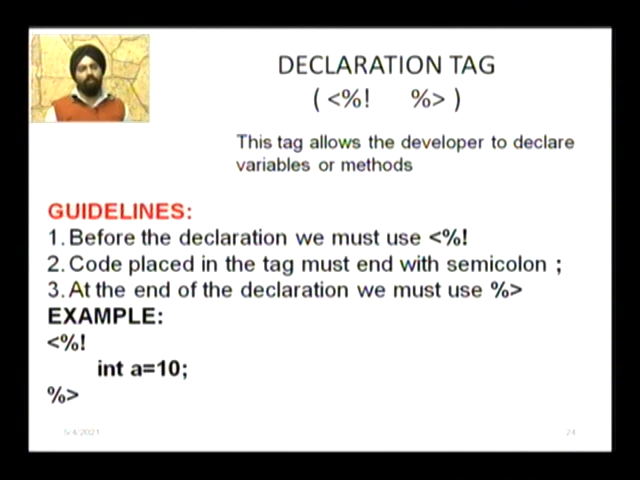 DECLARATION TAG
( <%! %> )
This tag allows the developer to declare
variables or methods
GUIDELINES:
1. Before the declaration we must use <%!
2. Code placed in the tag must end with semicolon ;
3. At the end of the declaration we must use %>
EXAMPLE:
<%!
int a=10;
%>
24